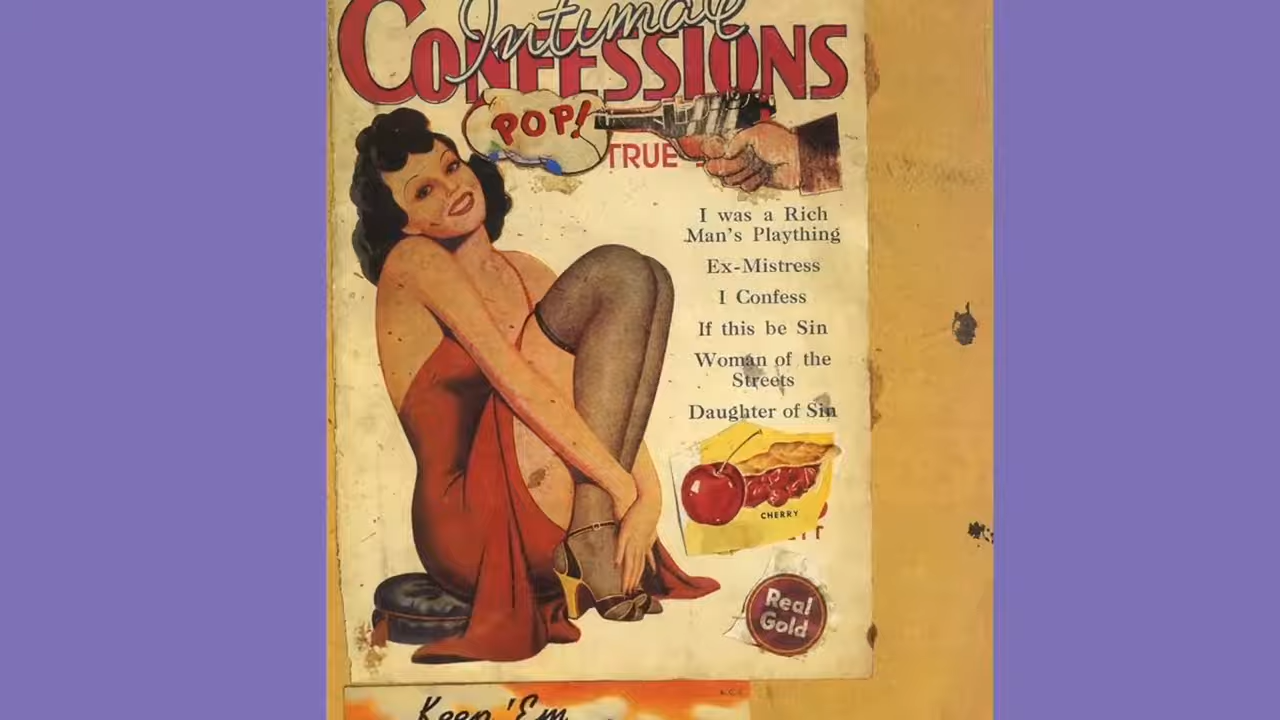 Intimate
CONFESSIONS
POP!
TRUE
I was a Rich
Man's Plaything
Ex-Mistress
I Confess
If this be Sin
Woman of the
Streets
Daughter of Sin
CHERRY
Real
Gold
Keep 'Em